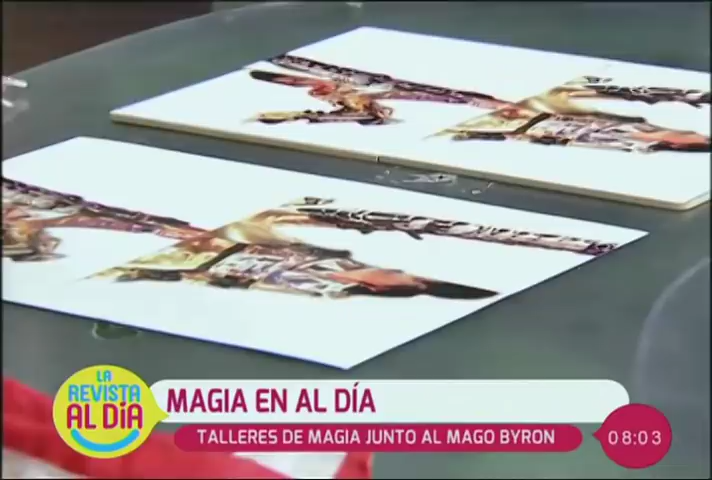 LA
REVISTA
AL DÍA
MAGIA EN AL DÍA
TALLERES DE MAGIA JUNTO AL MAGO BYRON
08:03